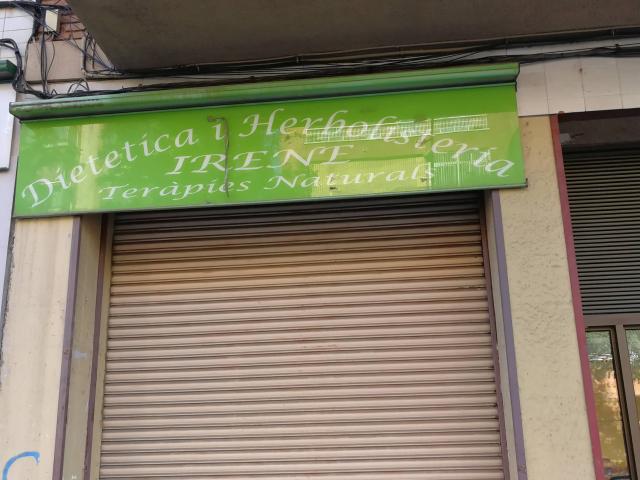 Dietetica i Herbolisteria
IRENE
Teràpies Naturals